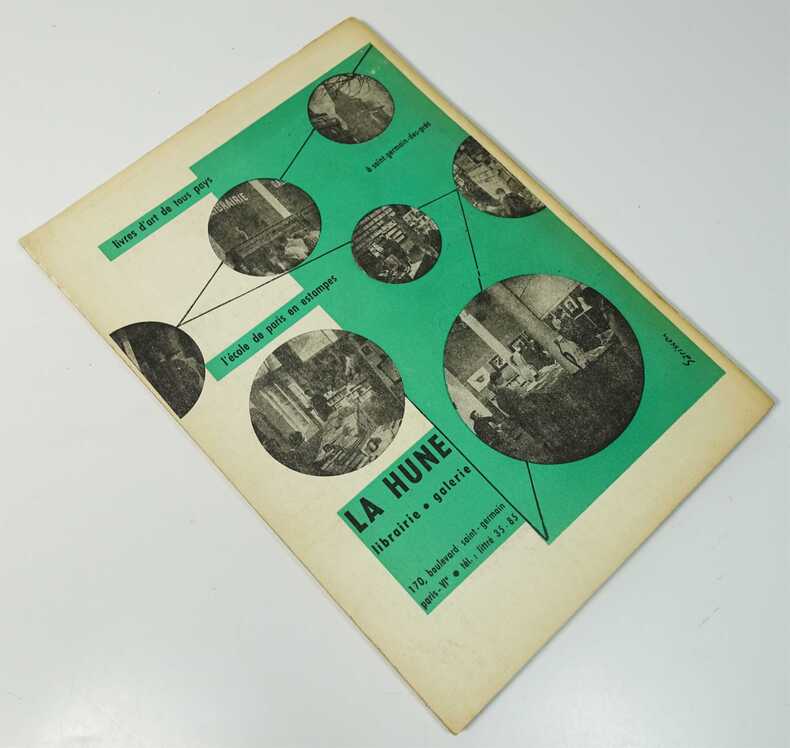 à saint-germain-des-prés
livres d'art de tous pays
LIBRAIRIE
l'école de paris en estampes
LA HUNE
librairie • galerie
170, boulevard saint-germain
paris-VIᵉ • tél. : littré 35-85